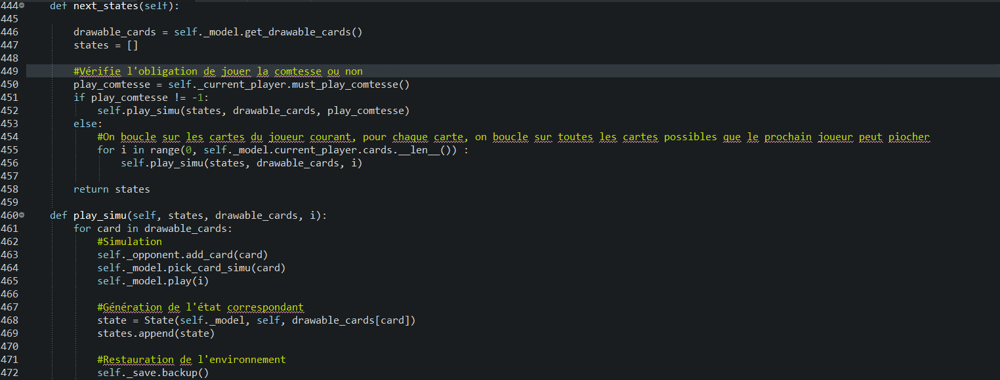 444 def next_states(self):
445
446 drawable_cards = self._model.get_drawable_cards()
447 states = []
448
449 #Vérifie l'obligation de jouer la comtesse ou non
450 play_comtesse = self._current_player.must_play_comtesse()
451 if play_comtesse != -1:
452 self.play_simu(states, drawable_cards, play_comtesse)
453 else:
454 #On boucle sur les cartes du joueur courant, pour chaque carte, on boucle sur toutes les cartes possibles que le prochain joueur peut piocher
455 for i in range(0, self._model.current_player.cards.__len__()) :
456 self.play_simu(states, drawable_cards, i)
457
458 return states
459
460 def play_simu(self, states, drawable_cards, i):
461 for card in drawable_cards:
462 #Simulation
463 self._opponent.add_card(card)
464 self._model.pick_card_simu(card)
465 self._model.play(i)
466
467 #Génération de l'état correspondant
468 state = State(self._model, self, drawable_cards[card])
469 states.append(state)
470
471 #Restauration de l'environnement
472 self._save.backup()